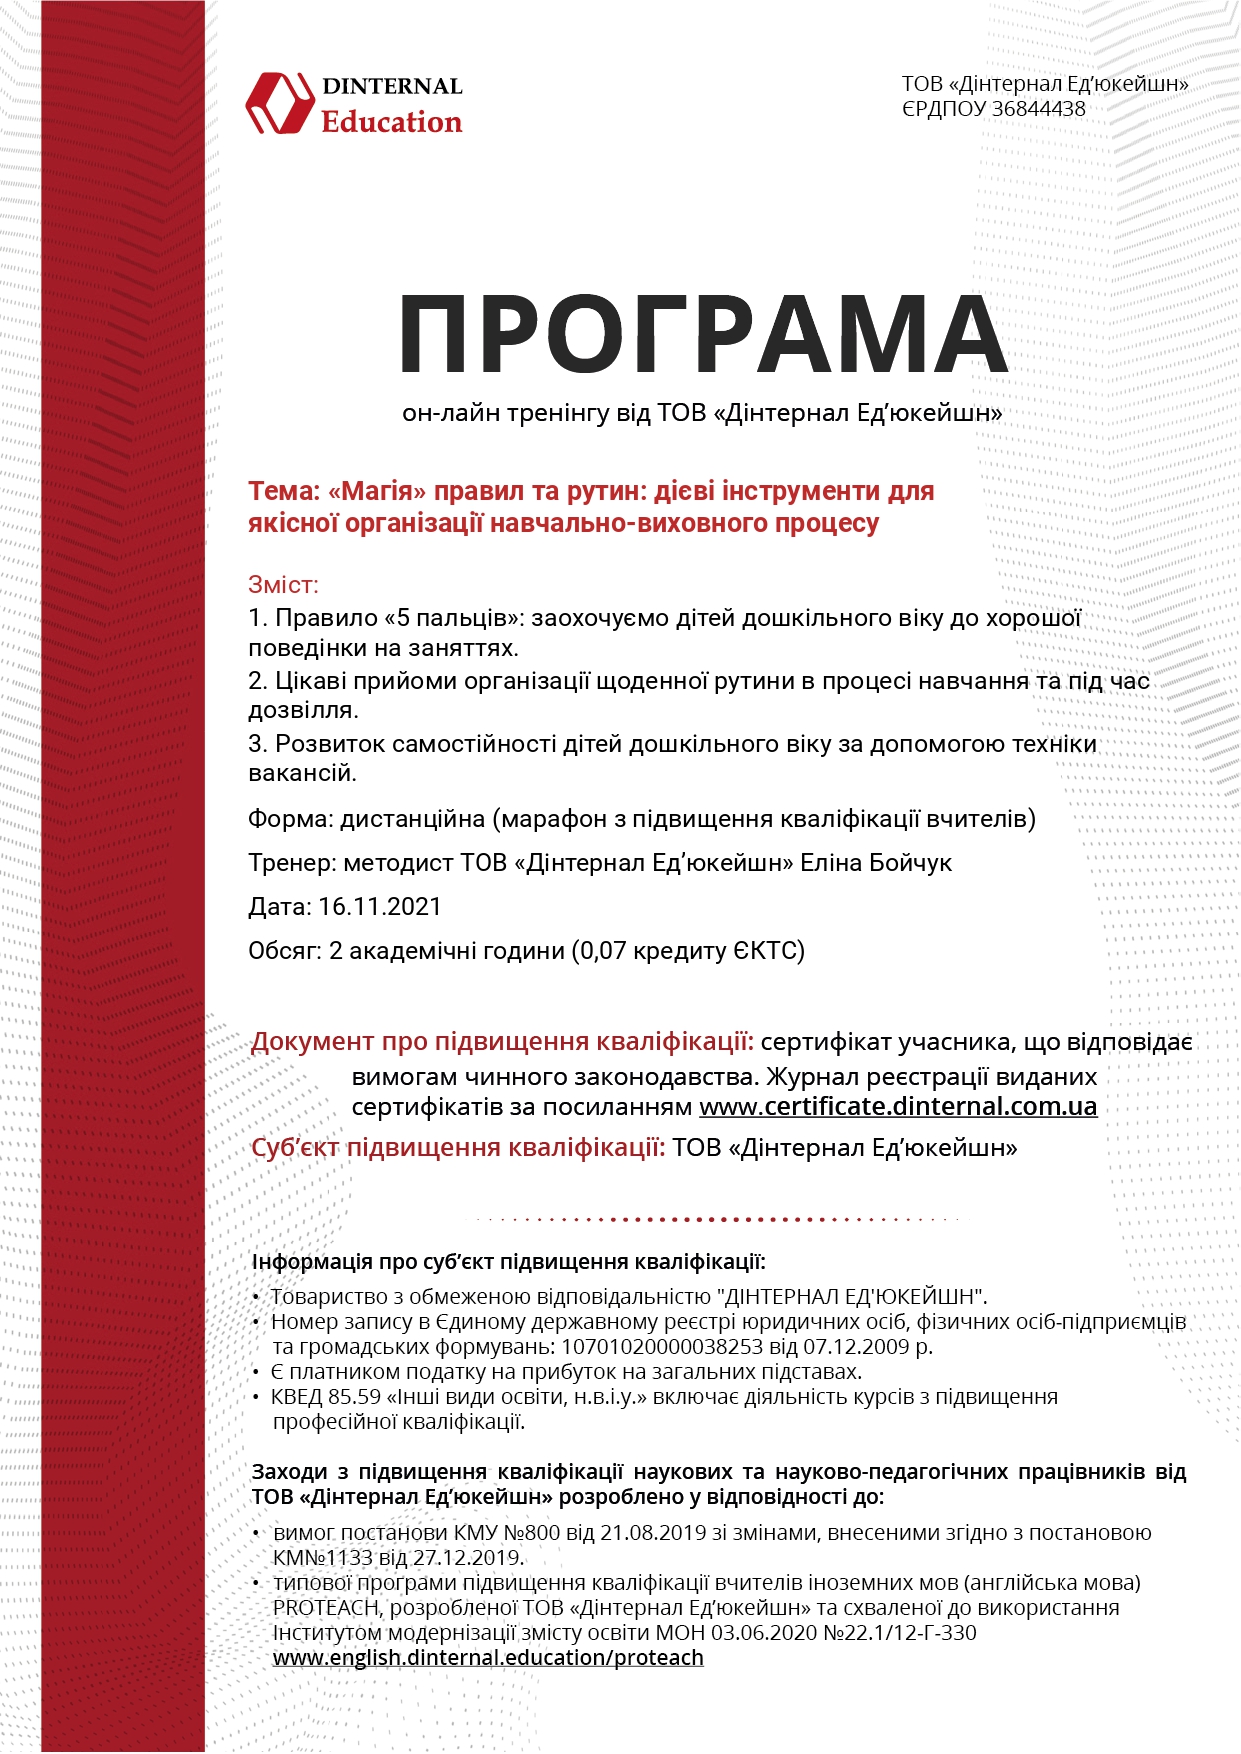 DINTERNAL
Education
ТОВ «Дінтернал Ед’юкейшн»
ЄРДПОУ 36844438
ПРОГРАМА
он-лайн тренінгу від ТОВ «Дінтернал Ед’юкейшн»
Тема: «Магія» правил та рутин: дієві інструменти для
якісної організації навчально-виховного процесу
Зміст:
1. Правило «5 пальців»: заохочуємо дітей дошкільного віку до хорошої
поведінки на заняттях.
2. Цікаві прийоми організації щоденної рутини в процесі навчання та під час
дозвілля.
3. Розвиток самостійності дітей дошкільного віку за допомогою техніки
вакансій.
Форма: дистанційна (марафон з підвищення кваліфікації вчителів)
Тренер: методист ТОВ «Дінтернал Ед’юкейшн» Еліна Бойчук
Дата: 16.11.2021
Обсяг: 2 академічні години (0,07 кредиту ЄКТС)
Документ про підвищення кваліфікації: сертифікат учасника, що відповідає
вимогам чинного законодавства. Журнал реєстрації виданих
сертифікатів за посиланням www.certificate.dinternal.com.ua
Суб’єкт підвищення кваліфікації: ТОВ «Дінтернал Ед’юкейшн»
Інформація про суб’єкт підвищення кваліфікації:
• Товариство з обмеженою відповідальністю "ДІНТЕРНАЛ ЕД'ЮКЕЙШН".
• Номер запису в Єдиному державному реєстрі юридичних осіб, фізичних осіб-підприємців
та громадських формувань: 10701020000038253 від 07.12.2009 р.
• Є платником податку на прибуток на загальних підставах.
• КВЕД 85.59 «Інші види освіти, н.в.і.у.» включає діяльність курсів з підвищення
професійної кваліфікації.
Заходи з підвищення кваліфікації наукових та науково-педагогічних працівників від
ТОВ «Дінтернал Ед’юкейшн» розроблено у відповідності до:
• вимог постанови КМУ №800 від 21.08.2019 зі змінами, внесеними згідно з постановою
КМ№1133 від 27.12.2019.
• типової програми підвищення кваліфікації вчителів іноземних мов (англійська мова)
PROTEACH, розробленої ТОВ «Дінтернал Ед’юкейшн» та схваленої до використання
Інститутом модернізації змісту освіти МОН 03.06.2020 №22.1/12-Г-330
www.english.dinternal.education/proteach